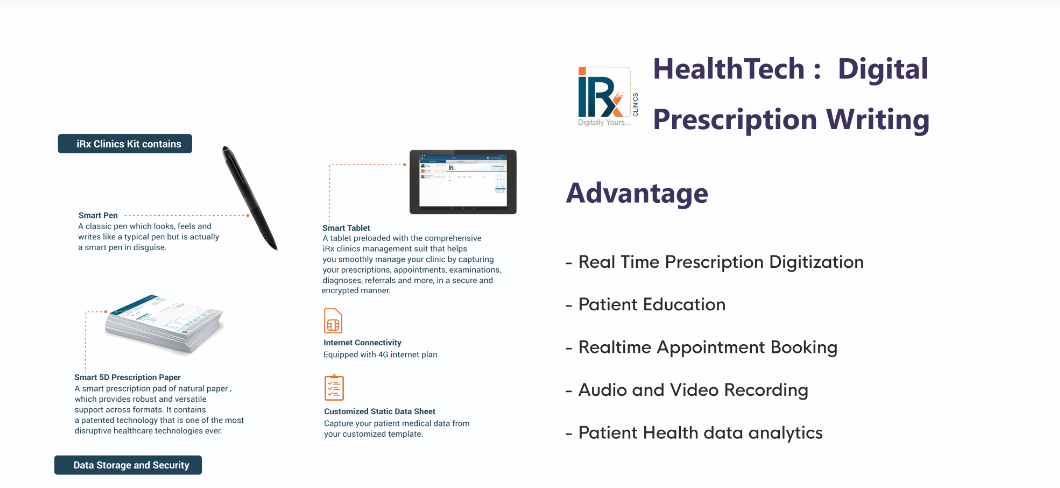 iRx Clinics Kit contains
Smart Pen
A classic pen which looks, feels and
writes like a typical pen but is actually
a smart pen in disguise.
Smart 5D Prescription Paper
A smart prescription pad of natural paper ,
which provides robust and versatile
support across formats. It contains
a patented technology that is one of the most
disruptive healthcare technologies ever.
Data Storage and Security
Smart Tablet
A tablet preloaded with the comprehensive
iRx clinics management suit that helps
you smoothly manage your clinic by capturing
your prescriptions, appointments, examinations,
diagnoses, referrals and more, in a secure and
encrypted manner.
Internet Connectivity
Equipped with 4G internet plan
Customized Static Data Sheet
Capture your patient medical data from
your customized template.
iRx
CLINICS
Digitally Yours...
HealthTech : Digital
Prescription Writing
Advantage
- Real Time Prescription Digitization
- Patient Education
- Realtime Appointment Booking
- Audio and Video Recording
- Patient Health data analytics